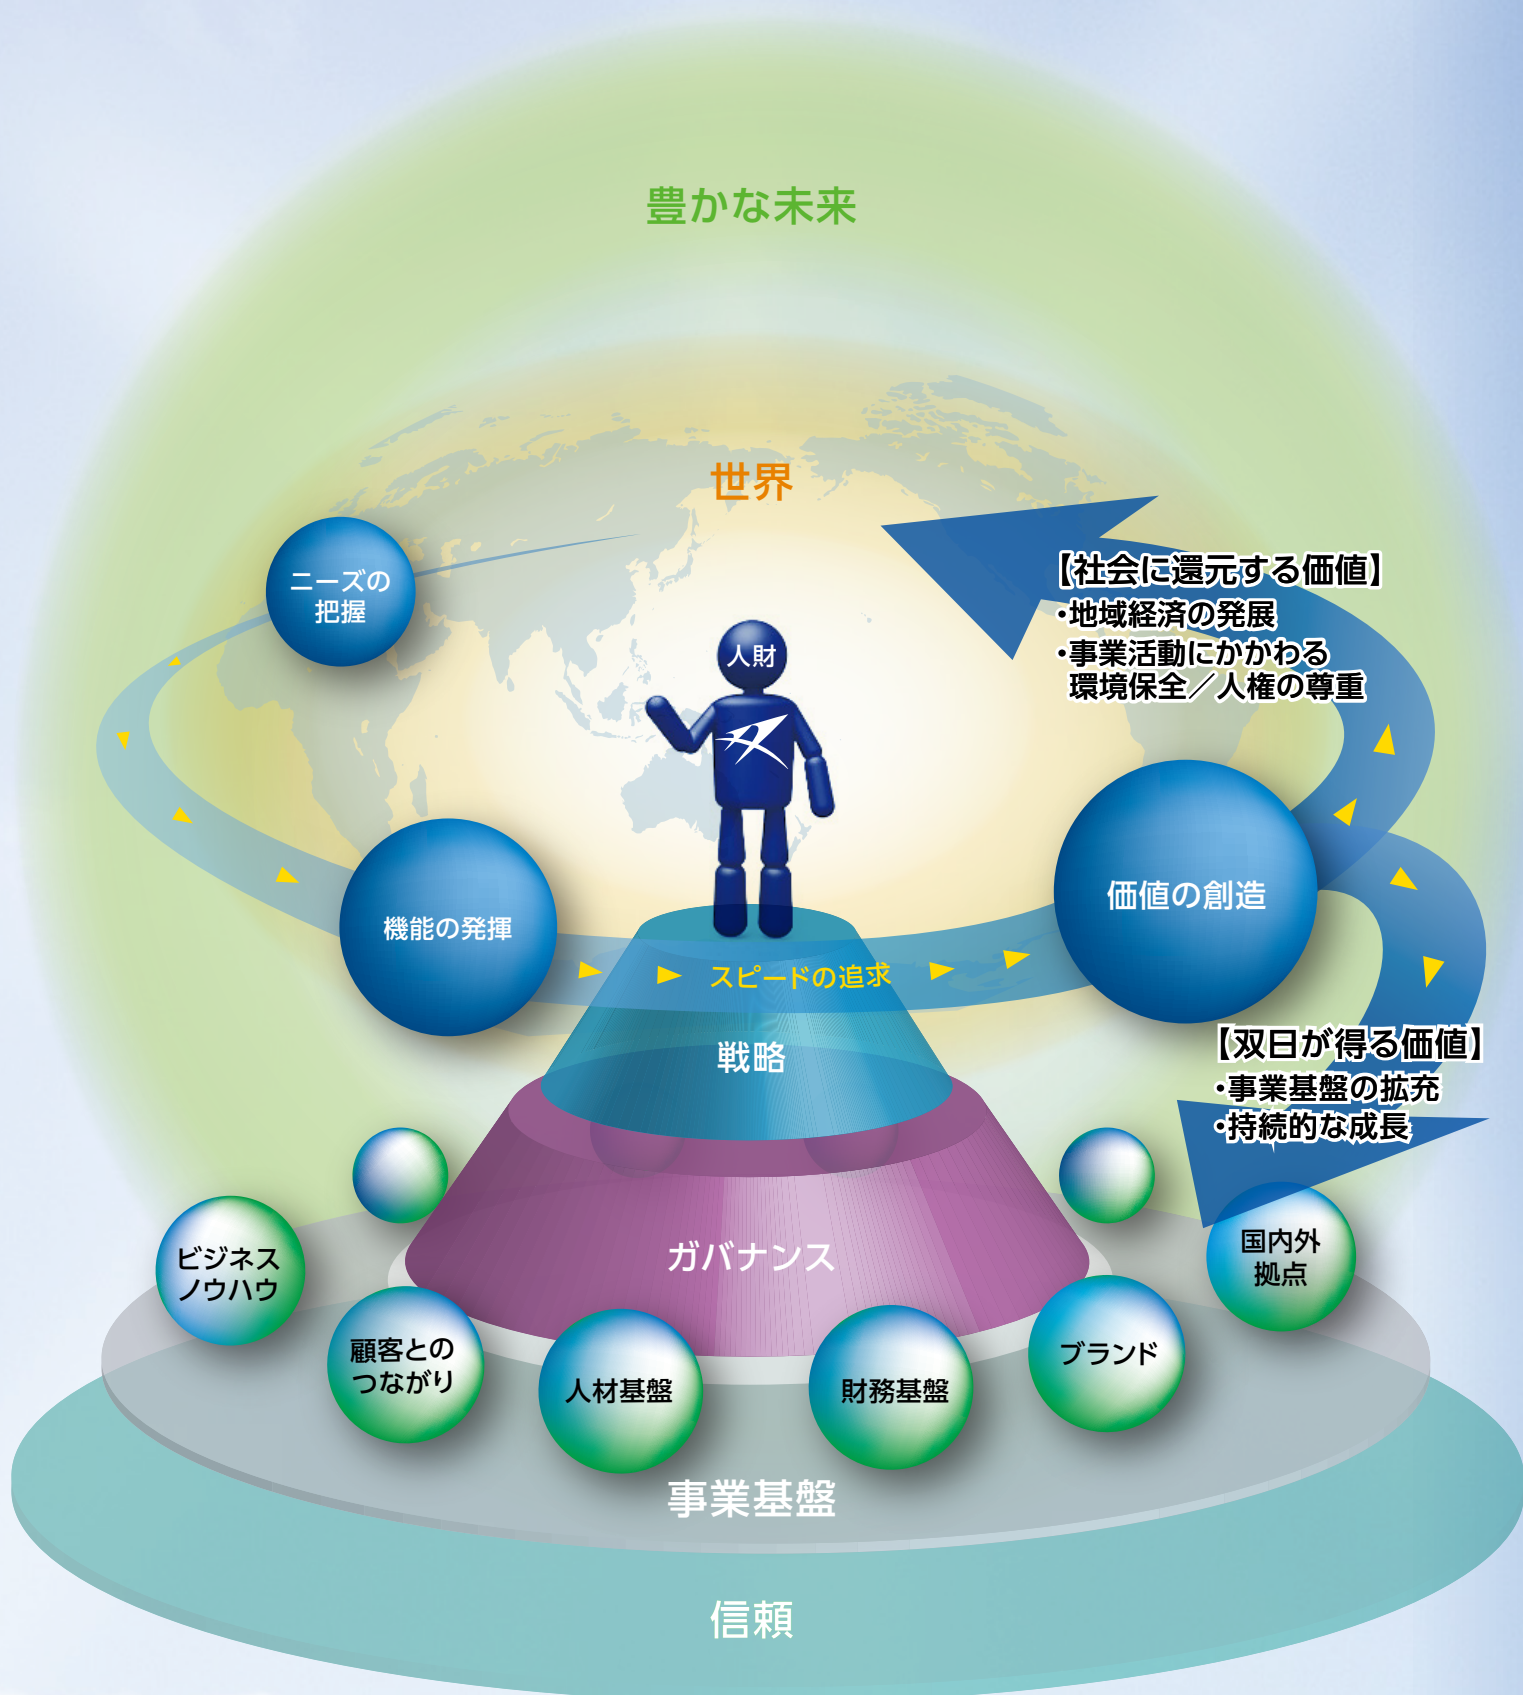 豊かな未来
世界
ニーズの
把握
人財
【社会に還元する価値】
・地域経済の発展
・事業活動にかかわる
環境保全／人権の尊重
機能の発揮
価値の創造
スピードの追求
戦略
【双日が得る価値】
・事業基盤の拡充
・持続的な成長
ガバナンス
ビジネス
ノウハウ
顧客との
つながり
人材基盤
財務基盤
ブランド
国内外
拠点
事業基盤
信頼